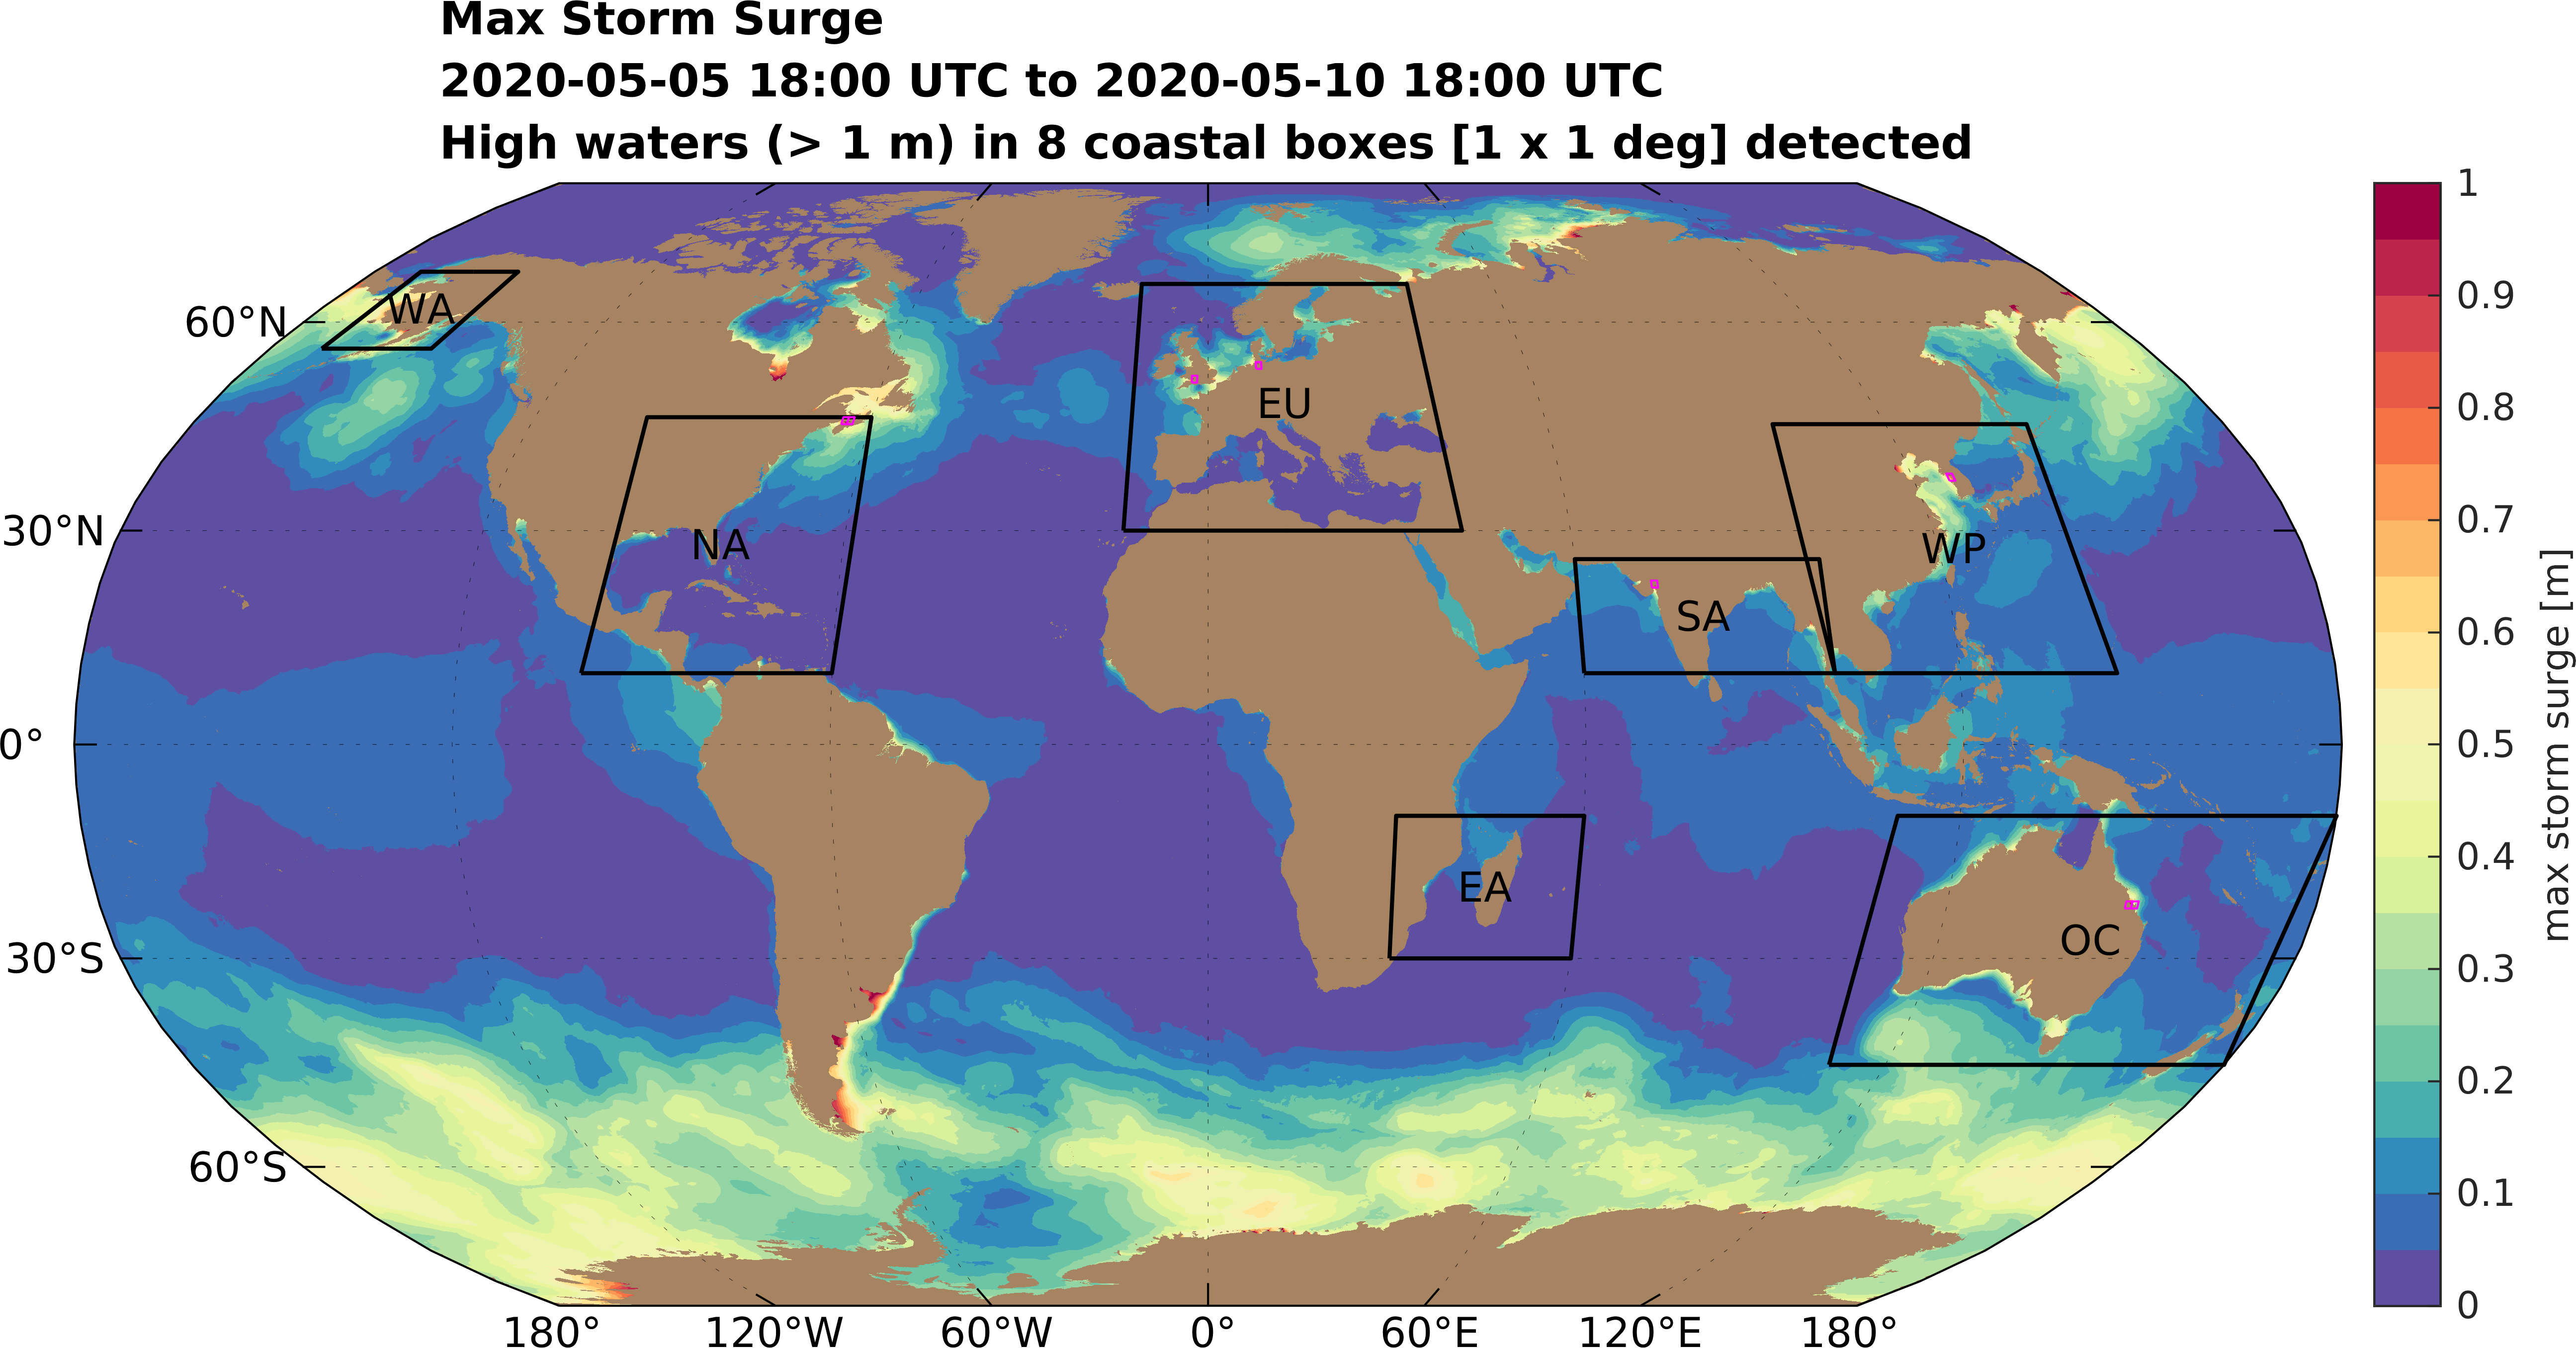 Max Storm Surge
2020-05-05 18:00 UTC to 2020-05-10 18:00 UTC
High waters (> 1 m) in 8 coastal boxes [1 x 1 deg] detected
60°N
30°N
0°
30°S
60°S
WA
NA
EU
SA
WP
EA
OC
180°
120°W
60°W
0°
60°E
120°E
180°
1
0.9
0.8
0.7
0.6
0.5
0.4
0.3
0.2
0.1
0
max storm surge [m]